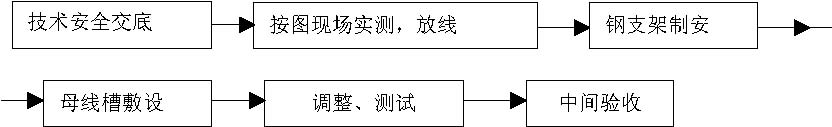 技术安全交底
按图现场实测，放线
钢支架制安
母线槽敷设
调整、测试
中间验收